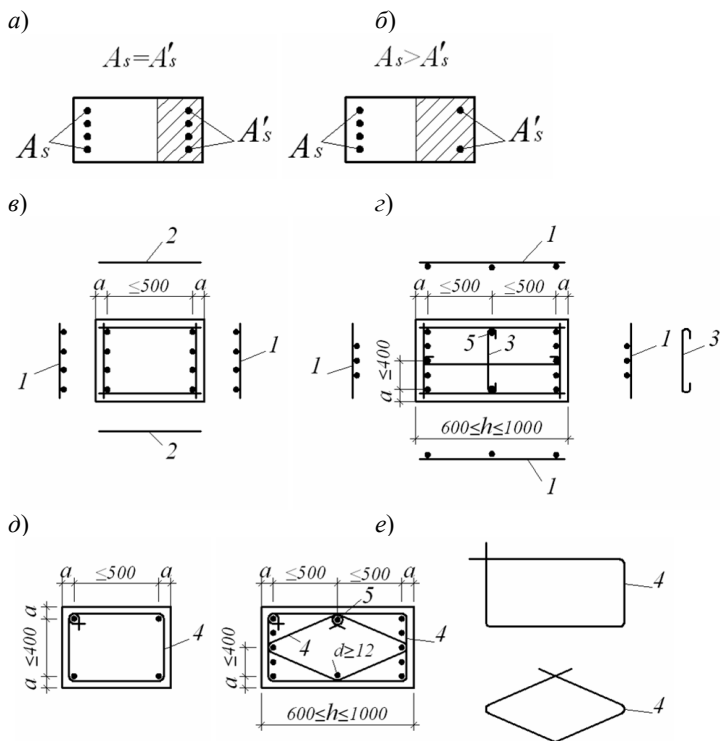 а) б)
As=A's As>A's
As A's As A's
в) г)
2 1
a ≤500 a a ≤500 ≤500 a
1 1 1 5 3 1 3
a ≤400
2 600≤h≤1000
1
д) е)
a ≤500 a a ≤500 ≤500 a
5 4
a ≤400 a 4 a ≤400 4 4
d≥12
4
600≤h≤1000